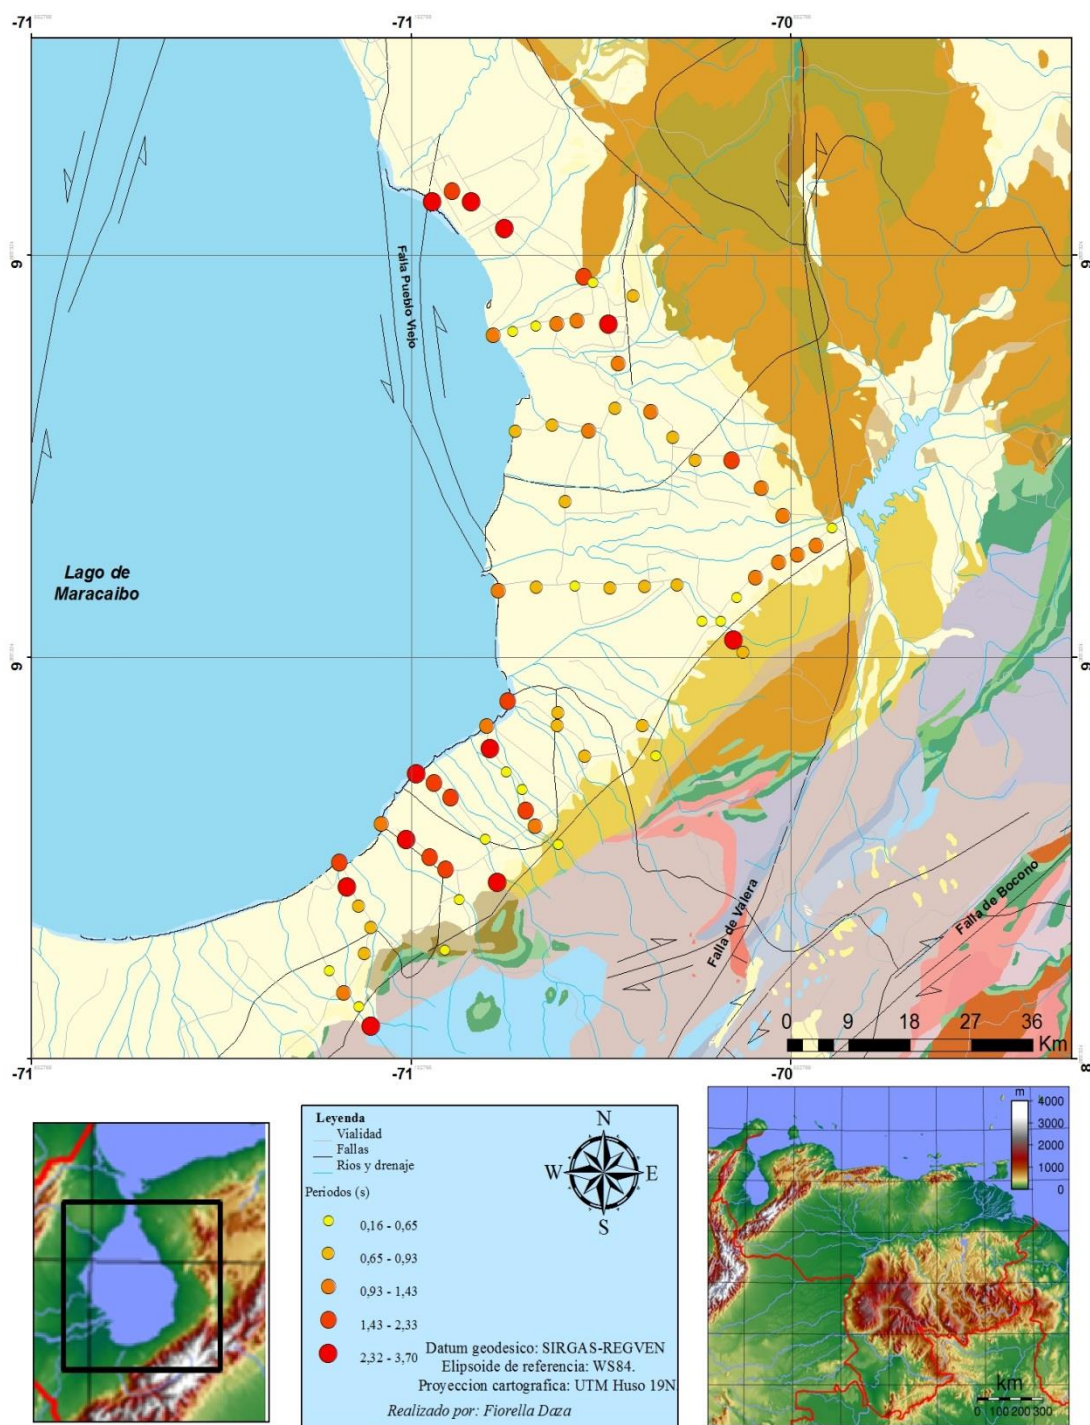 -71
-71
-70
9
9
Falla Pueblo Viejo
Lago de
Maracaibo
9
9
Falla de Valera
Falla de Bocono
0 9 18 27 36
Km
-71
-71
-70
8
Leyenda
Vialidad
Fallas
Rios y drenaje
Periodos (s)
0,16 - 0,65
0,65 - 0,93
0,93 - 1,43
1,43 - 2,33
2,32 - 3,70
N
W E
S
Datum geodesico: SIRGAS-REGVEN
Elipsoide de referencia: WS84.
Proyeccion cartografica: UTM Huso 19N
Realizado por: Fiorella Daza
m
4000
3000
2000
1000
0
km
0 100 200 300